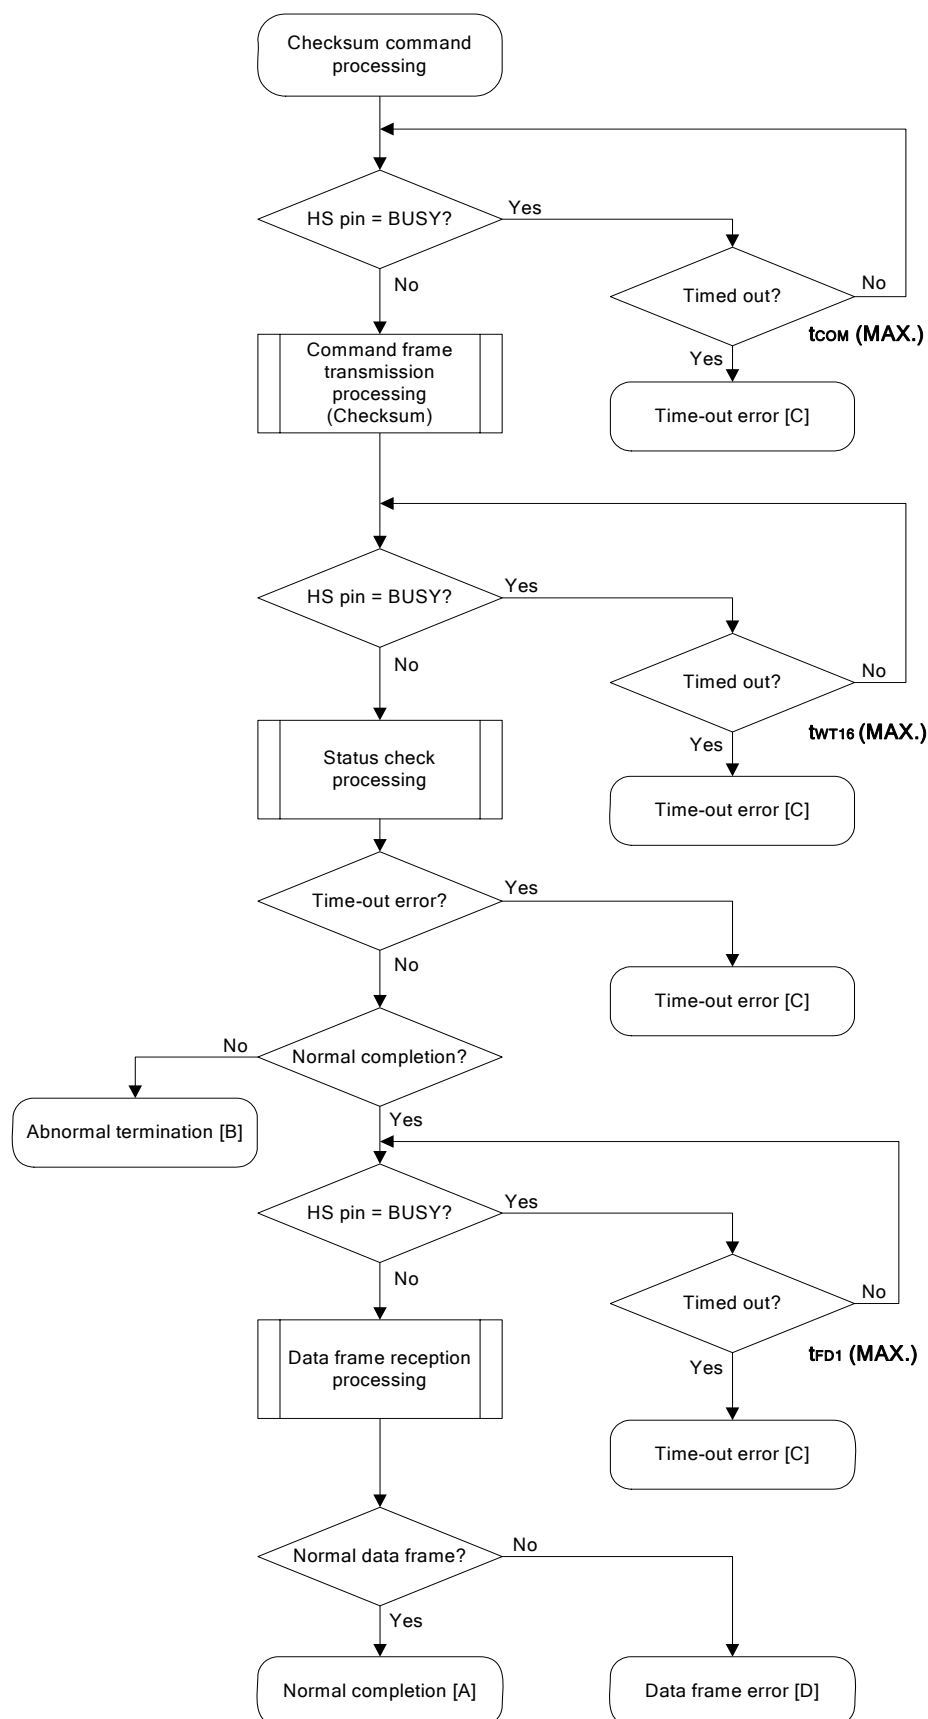 Checksum command
processing
HS pin = BUSY?
Yes
No
Timed out?
No
tCOM (MAX.)
Yes
Command frame
transmission
processing
(Checksum)
Time-out error [C]
HS pin = BUSY?
Yes
No
Timed out?
No
tWT16 (MAX.)
Yes
Status check
processing
Time-out error [C]
Time-out error?
Yes
No
Time-out error [C]
Normal completion?
No
Yes
Abnormal termination [B]
HS pin = BUSY?
Yes
No
Timed out?
No
tFD1 (MAX.)
Yes
Data frame reception
processing
Time-out error [C]
Normal data frame?
No
Yes
Normal completion [A]
Data frame error [D]